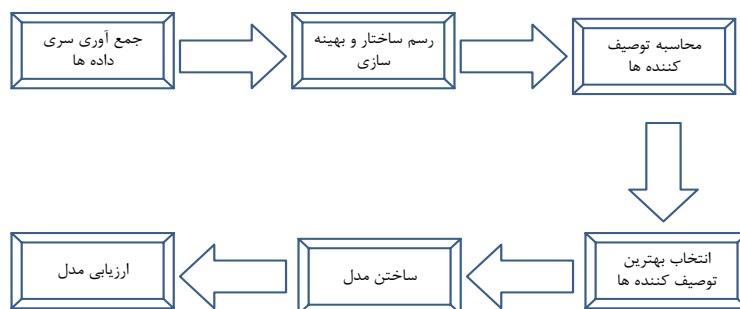 جمع آوری سری
داده ها
رسم ساختار و بهینه
سازی
محاسبه توصیف
کننده ها
انتخاب بهترین
توصیف کننده ها
ساختن مدل
ارزیابی مدل